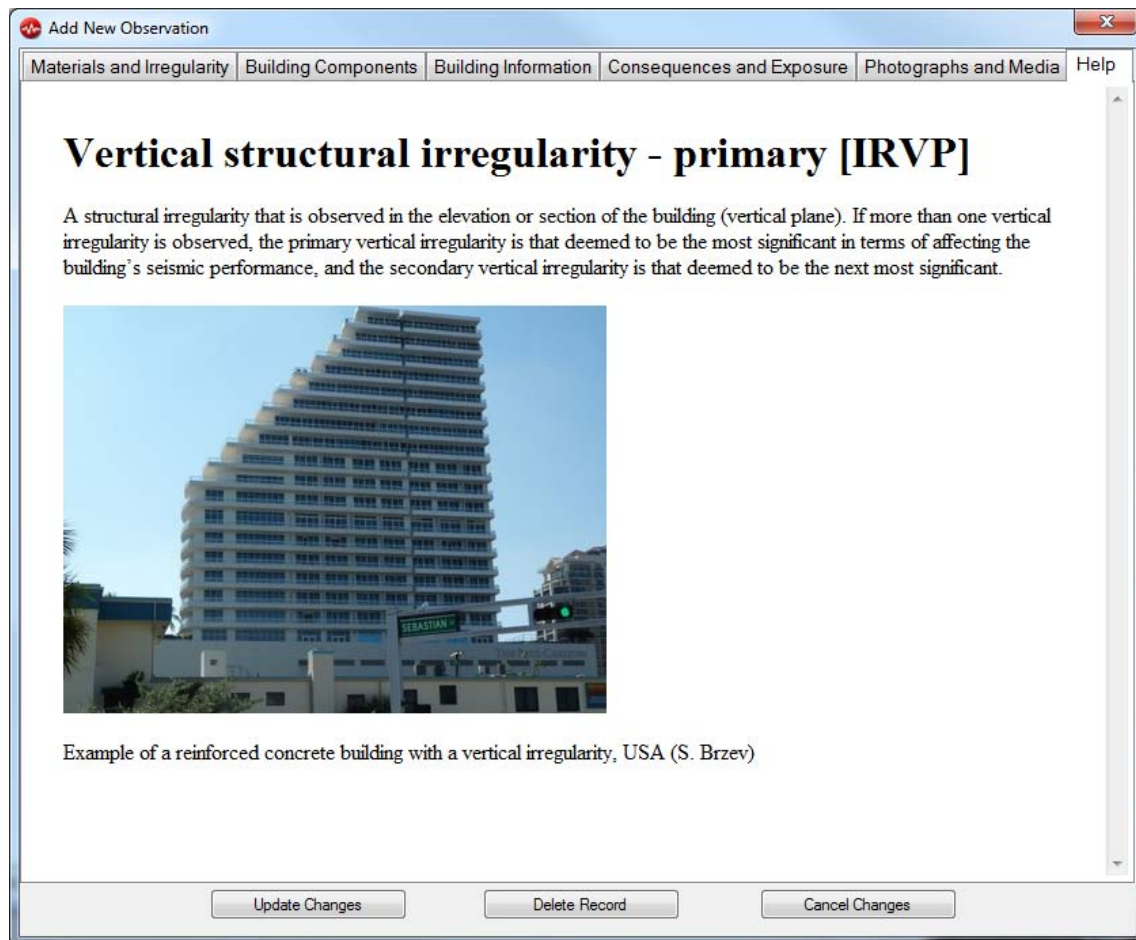 Add New Observation
Materials and Irregularity Building Components Building Information Consequences and Exposure Photographs and Media Help
Vertical structural irregularity - primary [IRVP]
A structural irregularity that is observed in the elevation or section of the building (vertical plane). If more than one vertical
irregularity is observed, the primary vertical irregularity is that deemed to be the most significant in terms of affecting the
building's seismic performance, and the secondary vertical irregularity is that deemed to be the next most significant.
SEBASTIAN ST
THE RITZ-CARLTON
Example of a reinforced concrete building with a vertical irregularity, USA (S. Brzev)
Update Changes Delete Record Cancel Changes